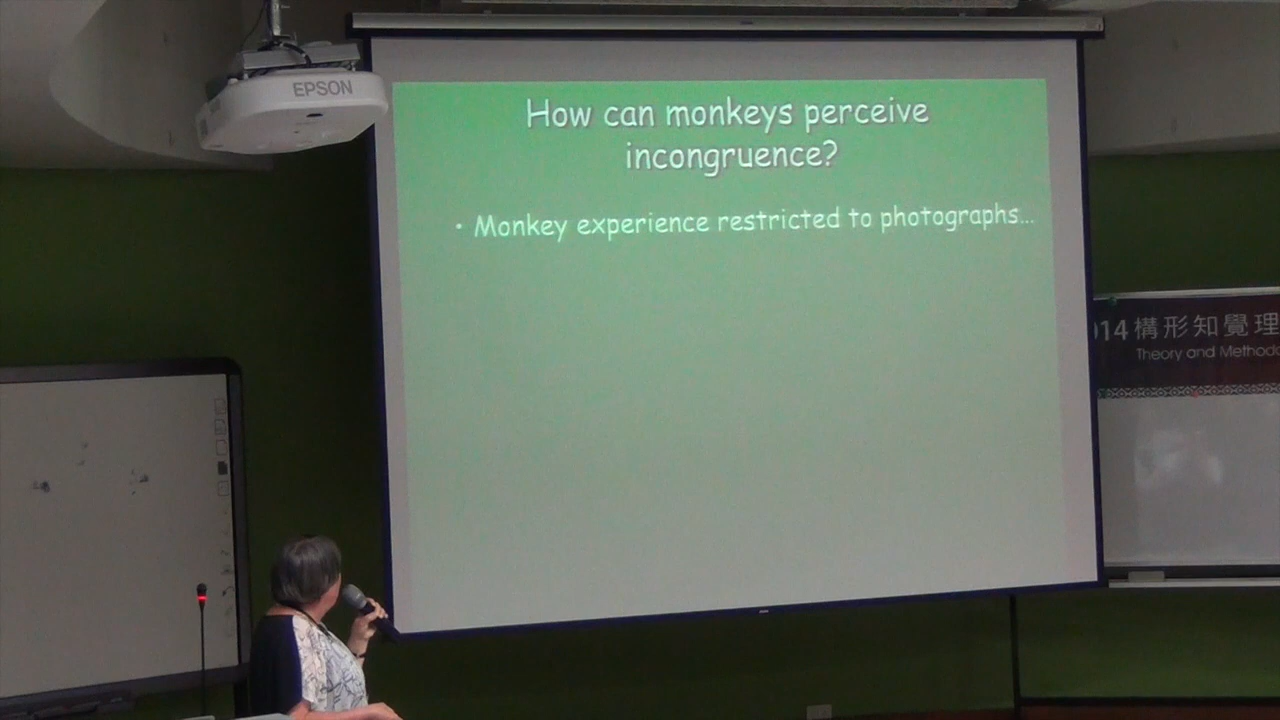 EPSON
How can monkeys perceive
incongruence?
• Monkey experience restricted to photographs...
014 構形知覺理
Theory and Methodo